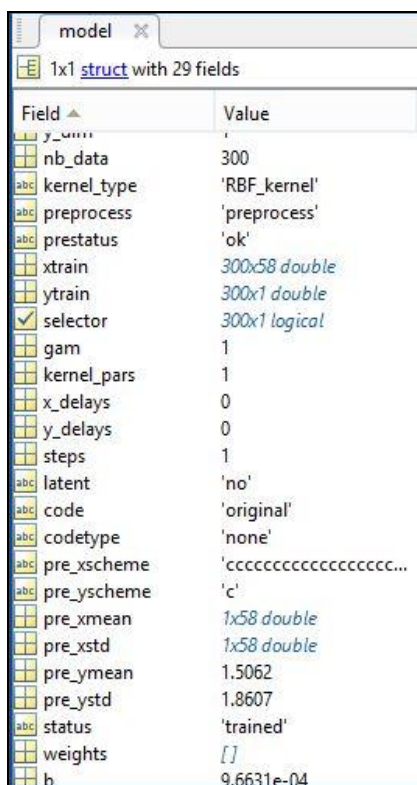 model
1x1 struct with 29 fields
Field Value
y_dim 1
nb_data 300
kernel_type 'RBF_kernel'
preprocess 'preprocess'
prestatus 'ok'
xtrain 300x58 double
ytrain 300x1 double
selector 300x1 logical
gam 1
kernel_pars 1
x_delays 0
y_delays 0
steps 1
latent 'no'
code 'original'
codetype 'none'
pre_xscheme 'cccccccccccccccccc...
pre_yscheme 'c'
pre_xmean 1x58 double
pre_xstd 1x58 double
pre_ymean 1.5062
pre_ystd 1.8607
status 'trained'
weights []
b 9.6631e-04